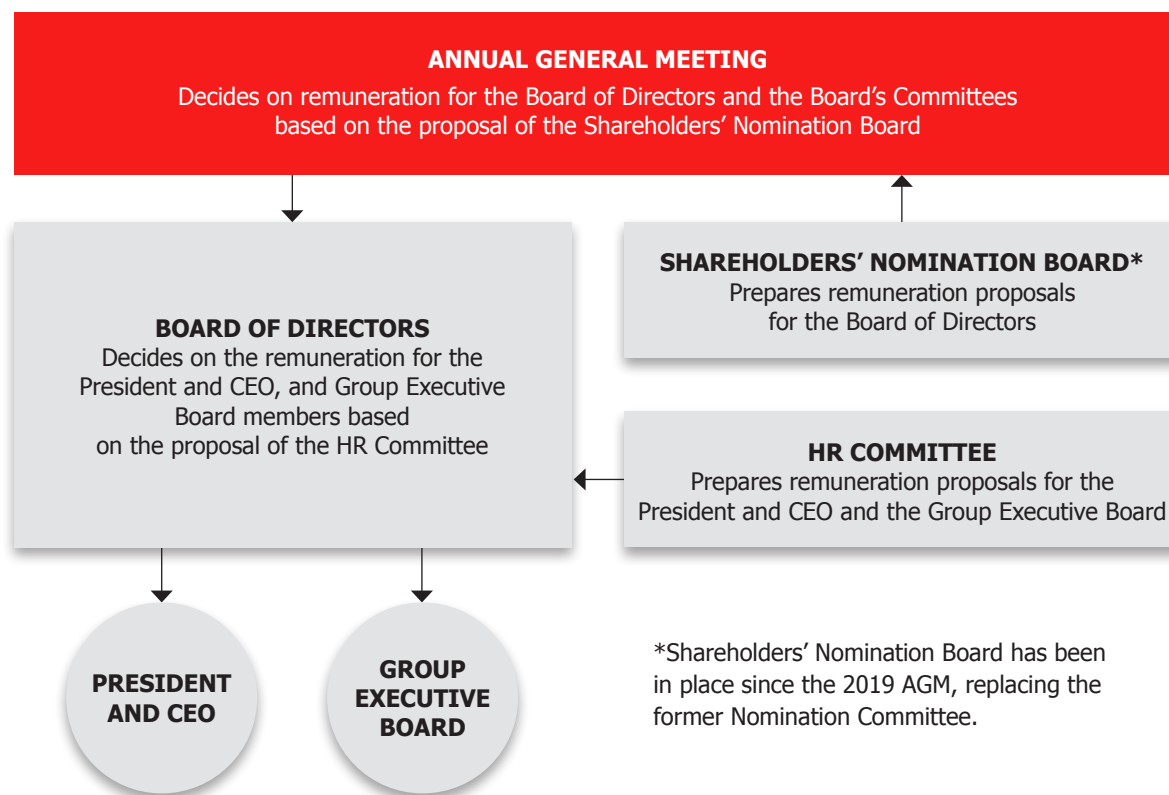 ANNUAL GENERAL MEETING
Decides on remuneration for the Board of Directors and the Board’s Committees
based on the proposal of the Shareholders’ Nomination Board
BOARD OF DIRECTORS
Decides on the remuneration for the
President and CEO, and Group Executive
Board members based
on the proposal of the HR Committee
SHAREHOLDERS’ NOMINATION BOARD*
Prepares remuneration proposals
for the Board of Directors
HR COMMITTEE
Prepares remuneration proposals for the
President and CEO and the Group Executive Board
PRESIDENT
AND CEO
GROUP
EXECUTIVE
BOARD
*Shareholders’ Nomination Board has been
in place since the 2019 AGM, replacing the
former Nomination Committee.